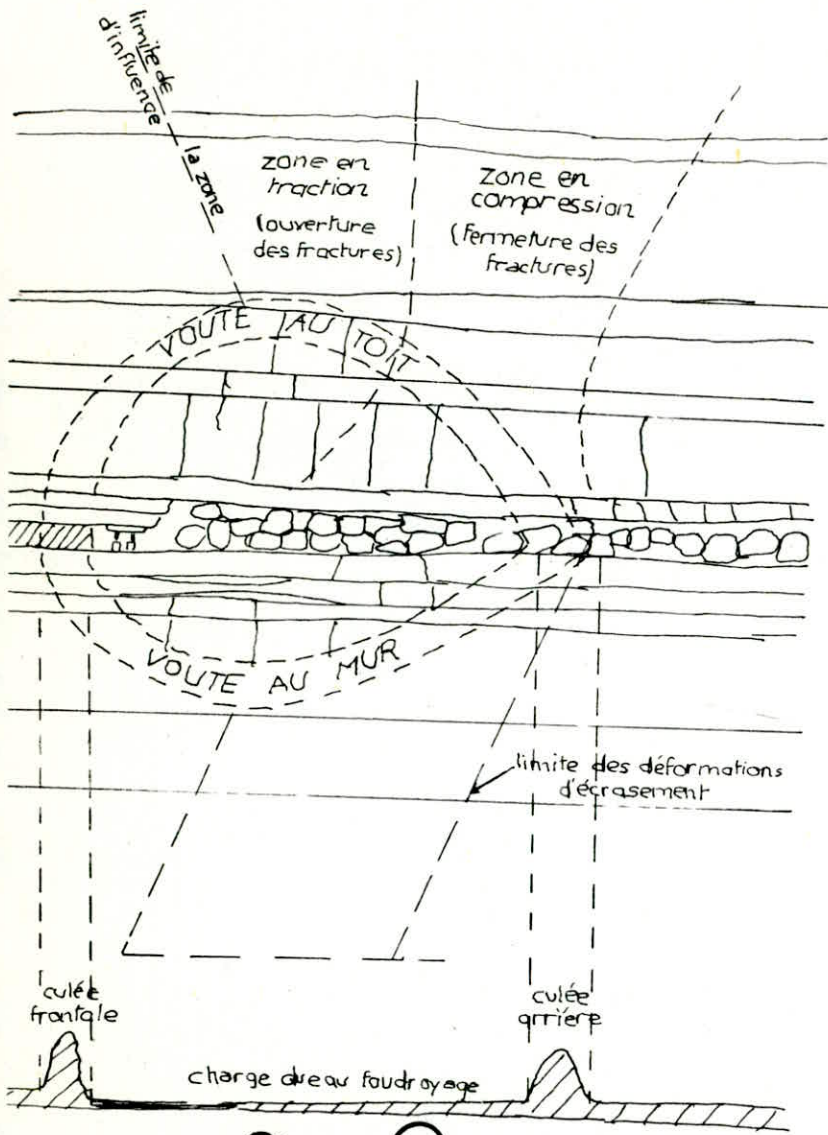 limite de
d'influence
la zone
zone en
traction
(ouverture
des fractures)
zone en
compression
(fermeture des
fractures)
VOUTE AU TOIT
VOUTE AU MUR
limite des déformations
d'écrasement
culée
frontale
culée
arrière
charge due au foudroyage